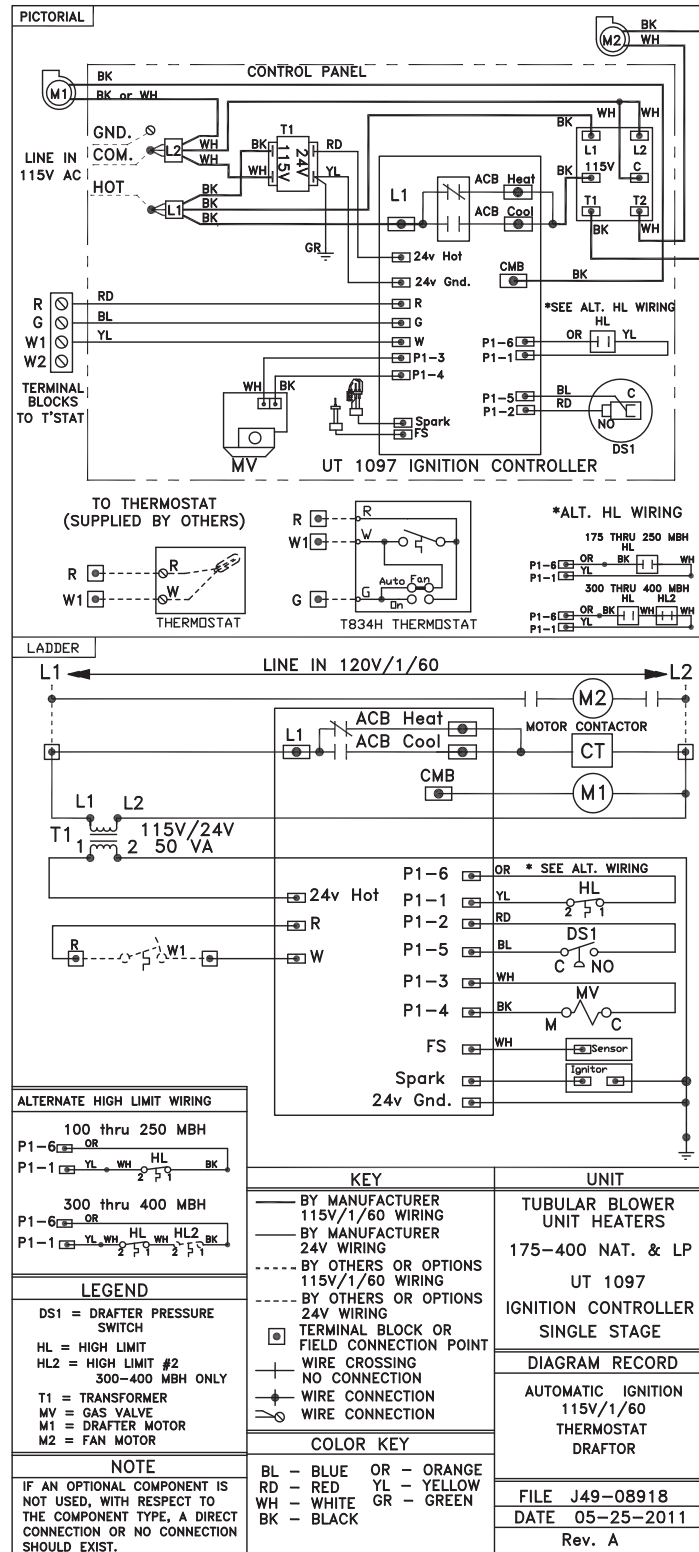 PICTORIAL
M2
BK
WH
CONTROL PANEL
M1
BK
BK or WH
GND.
COM.
LINE IN
115V AC
HOT
L2
WH
WH
L1
BK
BK
BK
T1
BK
WH
115V
24V
RD
YL
GR
L1
ACB Heat
ACB Cool
BK
BK
WH
WH
L1
L2
115V
C
T1
T2
BK
WH
24v Hot
24v Gnd.
CMB
BK
R
G
W1
W2
RD
BL
YL
R
G
W
P1-3
P1-4
TERMINAL
BLOCKS
TO T'STAT
WH
BK
MV
Spark
FS
*SEE ALT. HL WIRING
HL
OR
YL
P1-6
P1-1
P1-5
P1-2
BL
RD
C
NO
DS1
UT 1097 IGNITION CONTROLLER
TO THERMOSTAT
(SUPPLIED BY OTHERS)
R
W1
R
W
THERMOSTAT
R
W1
G
R
W
G
Auto Fan
On
T834H THERMOSTAT
*ALT. HL WIRING
175 THRU 250 MBH
HL
P1-6 OR BK WH
P1-1 YL
300 THRU 400 MBH
HL HL2
P1-6 OR BK WH WH
P1-1 YL
LADDER
L1
LINE IN 120V/1/60
L2
M2
MOTOR CONTACTOR
L1
ACB Heat
ACB Cool
CT
CMB
M1
L1 L2
T1
1 2
115V/24V
50 VA
24v Hot
R
W
R
W1
P1-6
OR
* SEE ALT. WIRING
P1-1
YL
HL
2 1
P1-2
RD
DS1
P1-5
BL
C NO
P1-3
WH
P1-4
BK
MV
M C
FS
WH
Sensor
Spark
Ignitor
24v Gnd.
ALTERNATE HIGH LIMIT WIRING
100 thru 250 MBH
P1-6 OR
P1-1 YL WH HL BK
2 1
300 thru 400 MBH
P1-6 OR
P1-1 YL WH HL WH HL2 BK
2 1 2 1
LEGEND
DS1 = DRAFTER PRESSURE
SWITCH
HL = HIGH LIMIT
HL2 = HIGH LIMIT #2
300-400 MBH ONLY
T1 = TRANSFORMER
MV = GAS VALVE
M1 = DRAFTER MOTOR
M2 = FAN MOTOR
NOTE
IF AN OPTIONAL COMPONENT IS
NOT USED, WITH RESPECT TO
THE COMPONENT TYPE, A DIRECT
CONNECTION OR NO CONNECTION
SHOULD EXIST.
KEY
BY MANUFACTURER
115V/1/60 WIRING
BY MANUFACTURER
24V WIRING
BY OTHERS OR OPTIONS
115V/1/60 WIRING
BY OTHERS OR OPTIONS
24V WIRING
TERMINAL BLOCK OR
FIELD CONNECTION POINT
WIRE CROSSING
NO CONNECTION
WIRE CONNECTION
WIRE CONNECTION
COLOR KEY
BL – BLUE OR – ORANGE
RD – RED YL – YELLOW
WH – WHITE GR – GREEN
BK – BLACK
UNIT
TUBULAR BLOWER
UNIT HEATERS
175-400 NAT. & LP
UT 1097
IGNITION CONTROLLER
SINGLE STAGE
DIAGRAM RECORD
AUTOMATIC IGNITION
115V/1/60
THERMOSTAT
DRAFTOR
FILE J49-08918
DATE 05-25-2011
Rev. A